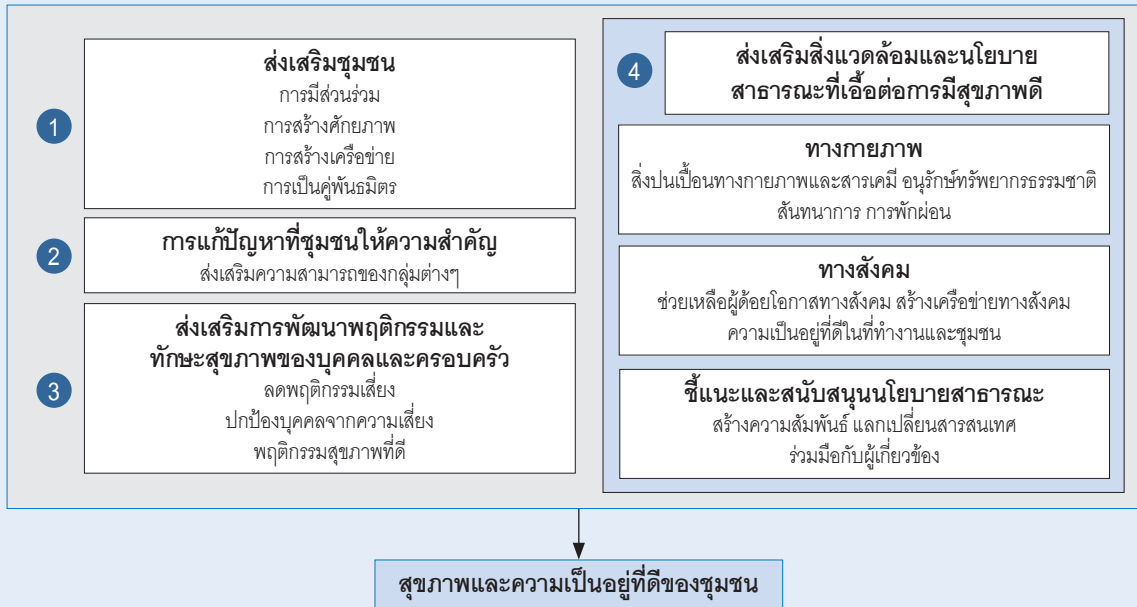 1
ส่งเสริมชุมชน
การมีส่วนร่วม
การสร้างศักยภาพ
การสร้างเครือข่าย
การเป็นคู่พันธมิตร
2
การแก้ปัญหาที่ชุมชนให้ความสำคัญ
ส่งเสริมความสามารถของกลุ่มต่างๆ
3
ส่งเสริมการพัฒนาพฤติกรรมและ
ทักษะสุขภาพของบุคคลและครอบครัว
ลดพฤติกรรมเสี่ยง
ปกป้องบุคคลจากความเสี่ยง
พฤติกรรมสุขภาพที่ดี
4
ส่งเสริมสิ่งแวดล้อมและนโยบาย
สาธารณะที่เอื้อต่อการมีสุขภาพดี
ทางกายภาพ
สิ่งปนเปื้อนทางกายภาพและสารเคมี อนุรักษ์ทรัพยากรธรรมชาติ
สันทนาการ การพักผ่อน
ทางสังคม
ช่วยเหลือผู้ด้อยโอกาสทางสังคม สร้างเครือข่ายทางสังคม
ความเป็นอยู่ที่ดีในที่ทำงานและชุมชน
ชี้แนะและสนับสนุนนโยบายสาธารณะ
สร้างความสัมพันธ์ แลกเปลี่ยนสารสนเทศ
ร่วมมือกับผู้เกี่ยวข้อง
สุขภาพและความเป็นอยู่ที่ดีของชุมชน